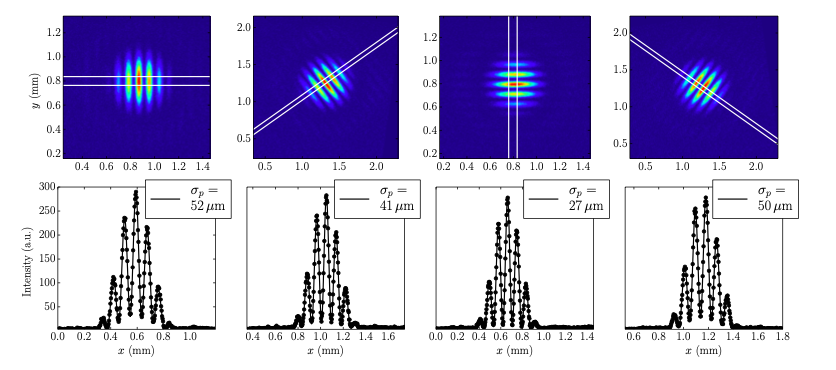 1.2
1.0
0.8
0.6
0.4
0.2
y (mm)
0.4 0.6 0.8 1.0 1.2 1.4
2.0
1.5
1.0
0.5
0.5 1.0 1.5 2.0
1.2
1.0
0.8
0.6
0.4
0.2
0.2 0.4 0.6 0.8 1.0 1.2 1.4
2.0
1.5
1.0
0.5
0.5 1.0 1.5 2.0
300
250
200
150
100
50
Intensity (a.u.)
σp =
52 μm
0.0 0.2 0.4 0.6 0.8 1.0
x (mm)
σp =
41 μm
0.4 0.6 0.8 1.0 1.2 1.4 1.6
x (mm)
σp =
27 μm
0.0 0.2 0.4 0.6 0.8 1.0 1.2 1.4
x (mm)
σp =
50 μm
0.6 0.8 1.0 1.2 1.4 1.6 1.8
x (mm)